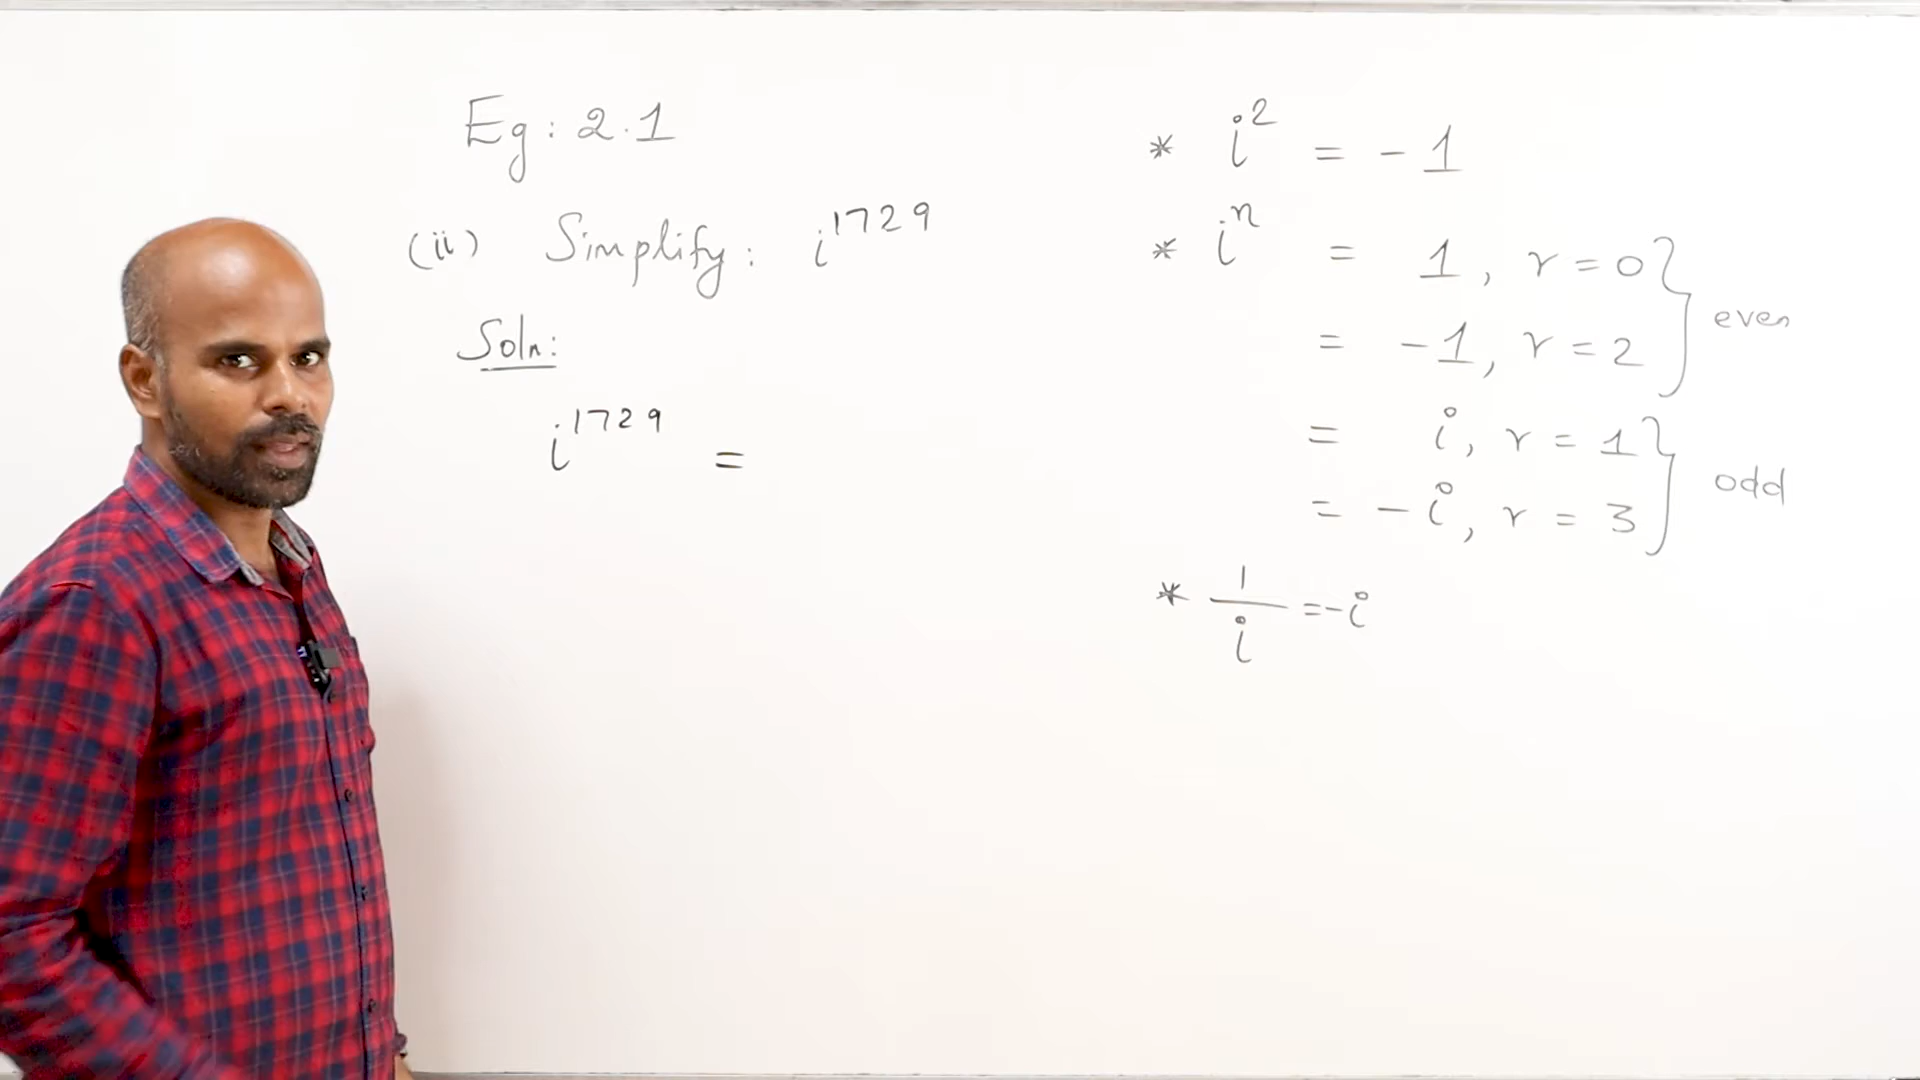 Eg: 2.1
(ii) Simplify: i^1729
Soln:
i^1729 =
* i^2 = -1
* i^n = 1, r = 0
= -1, r = 2
even
= i, r = 1
= -i, r = 3
odd
* 1/i = -i